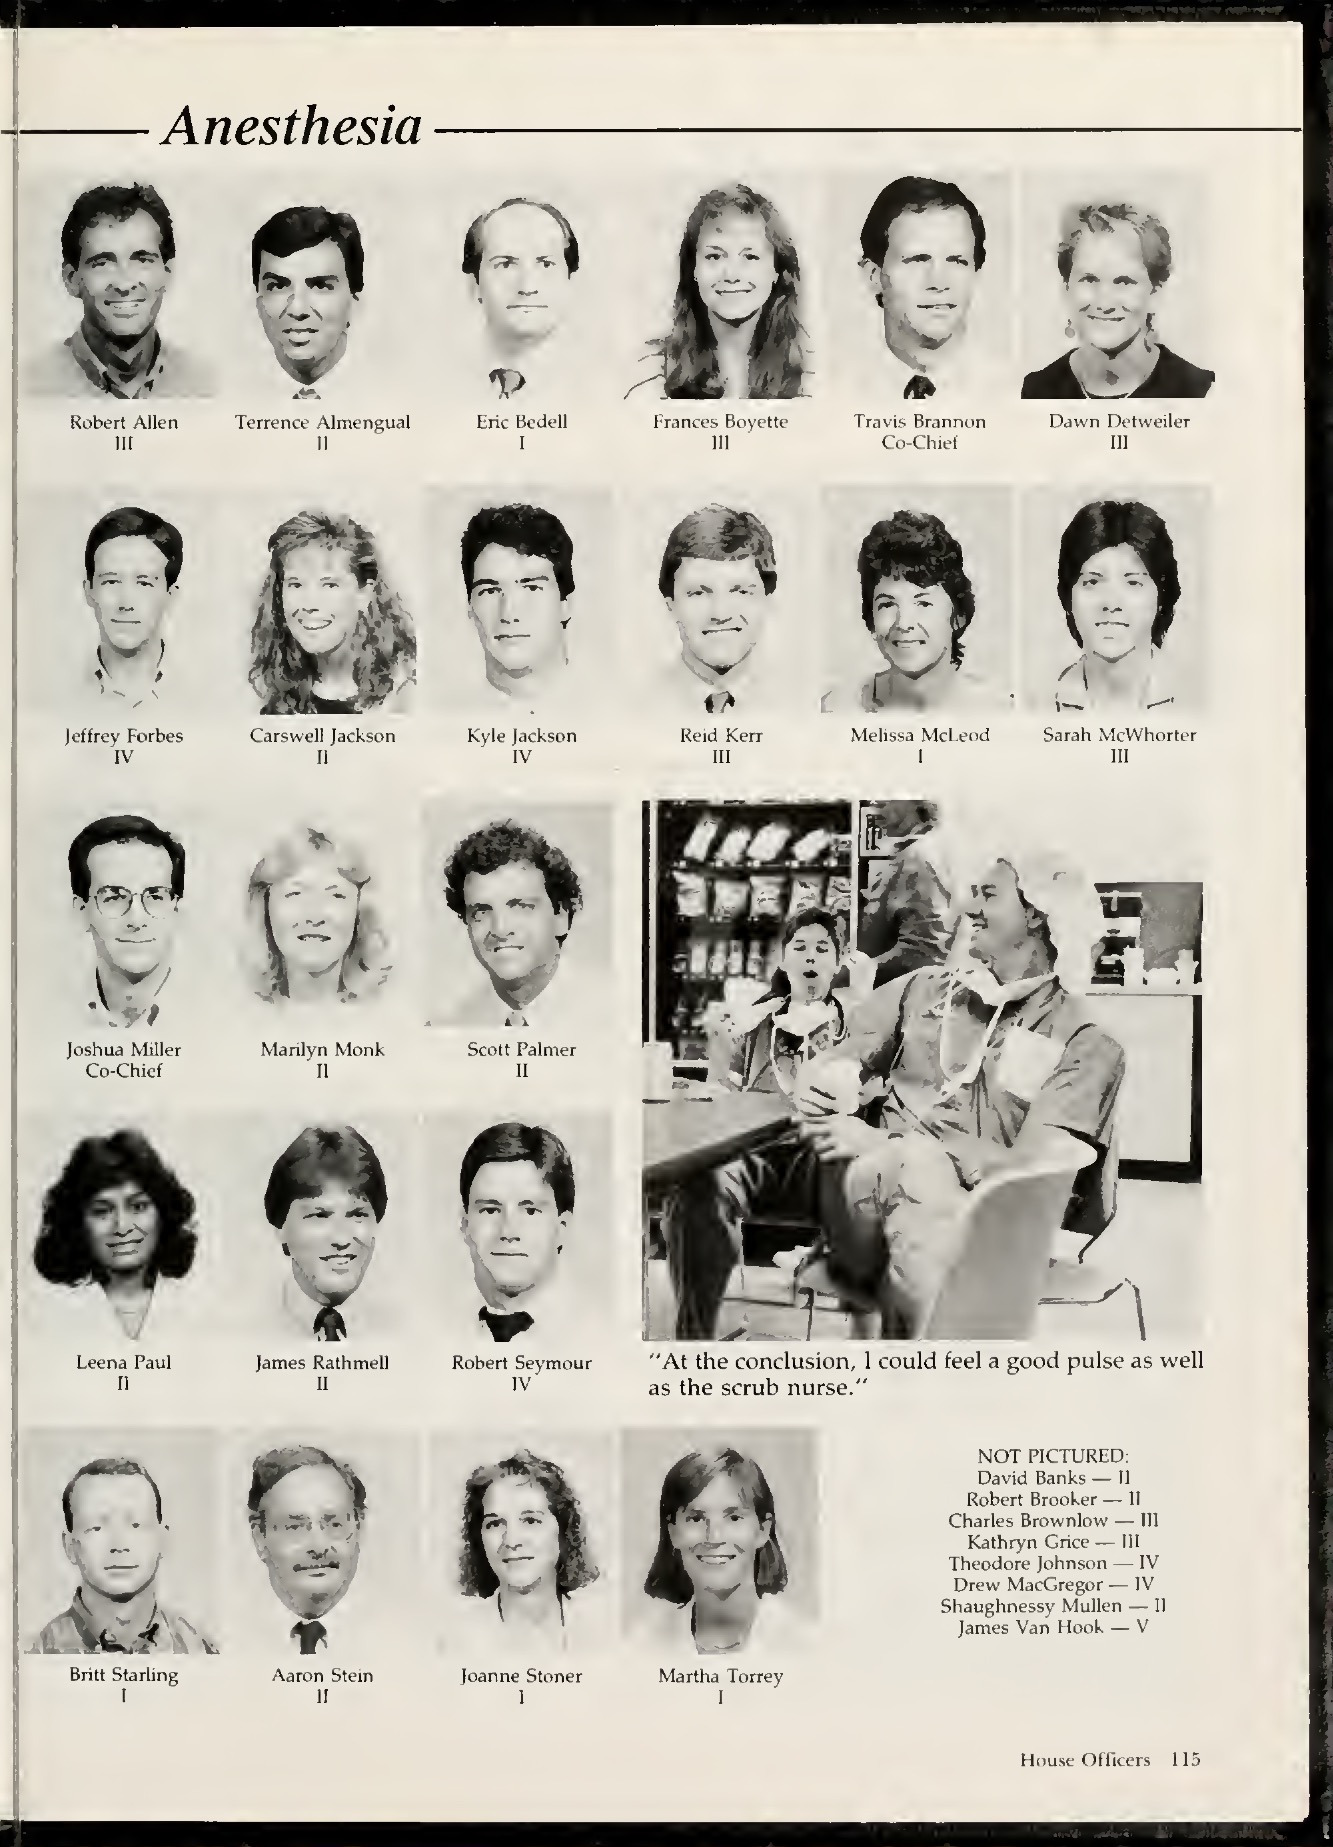 Anesthesia
Robert Allen
III
Terrence Almengual
II
Eric Bedell
I
Frances Boyette
III
Travis Brannon
Co-Chief
Dawn Detweiler
III
Jeffrey Forbes
IV
Carswell Jackson
II
Kyle Jackson
IV
Reid Kerr
III
Melissa McLeod
I
Sarah McWhorter
III
Joshua Miller
Co-Chief
Marilyn Monk
II
Scott Palmer
II
Leena Paul
II
James Rathmell
II
Robert Seymour
IV
"At the conclusion, I could feel a good pulse as well
as the scrub nurse."
Britt Starling
I
Aaron Stein
II
Joanne Stoner
I
Martha Torrey
I
NOT PICTURED:
David Banks — II
Robert Brooker — II
Charles Brownlow — III
Kathryn Grice — III
Theodore Johnson — IV
Drew MacGregor — IV
Shaughnessy Mullen — II
James Van Hook — V
House Officers 115